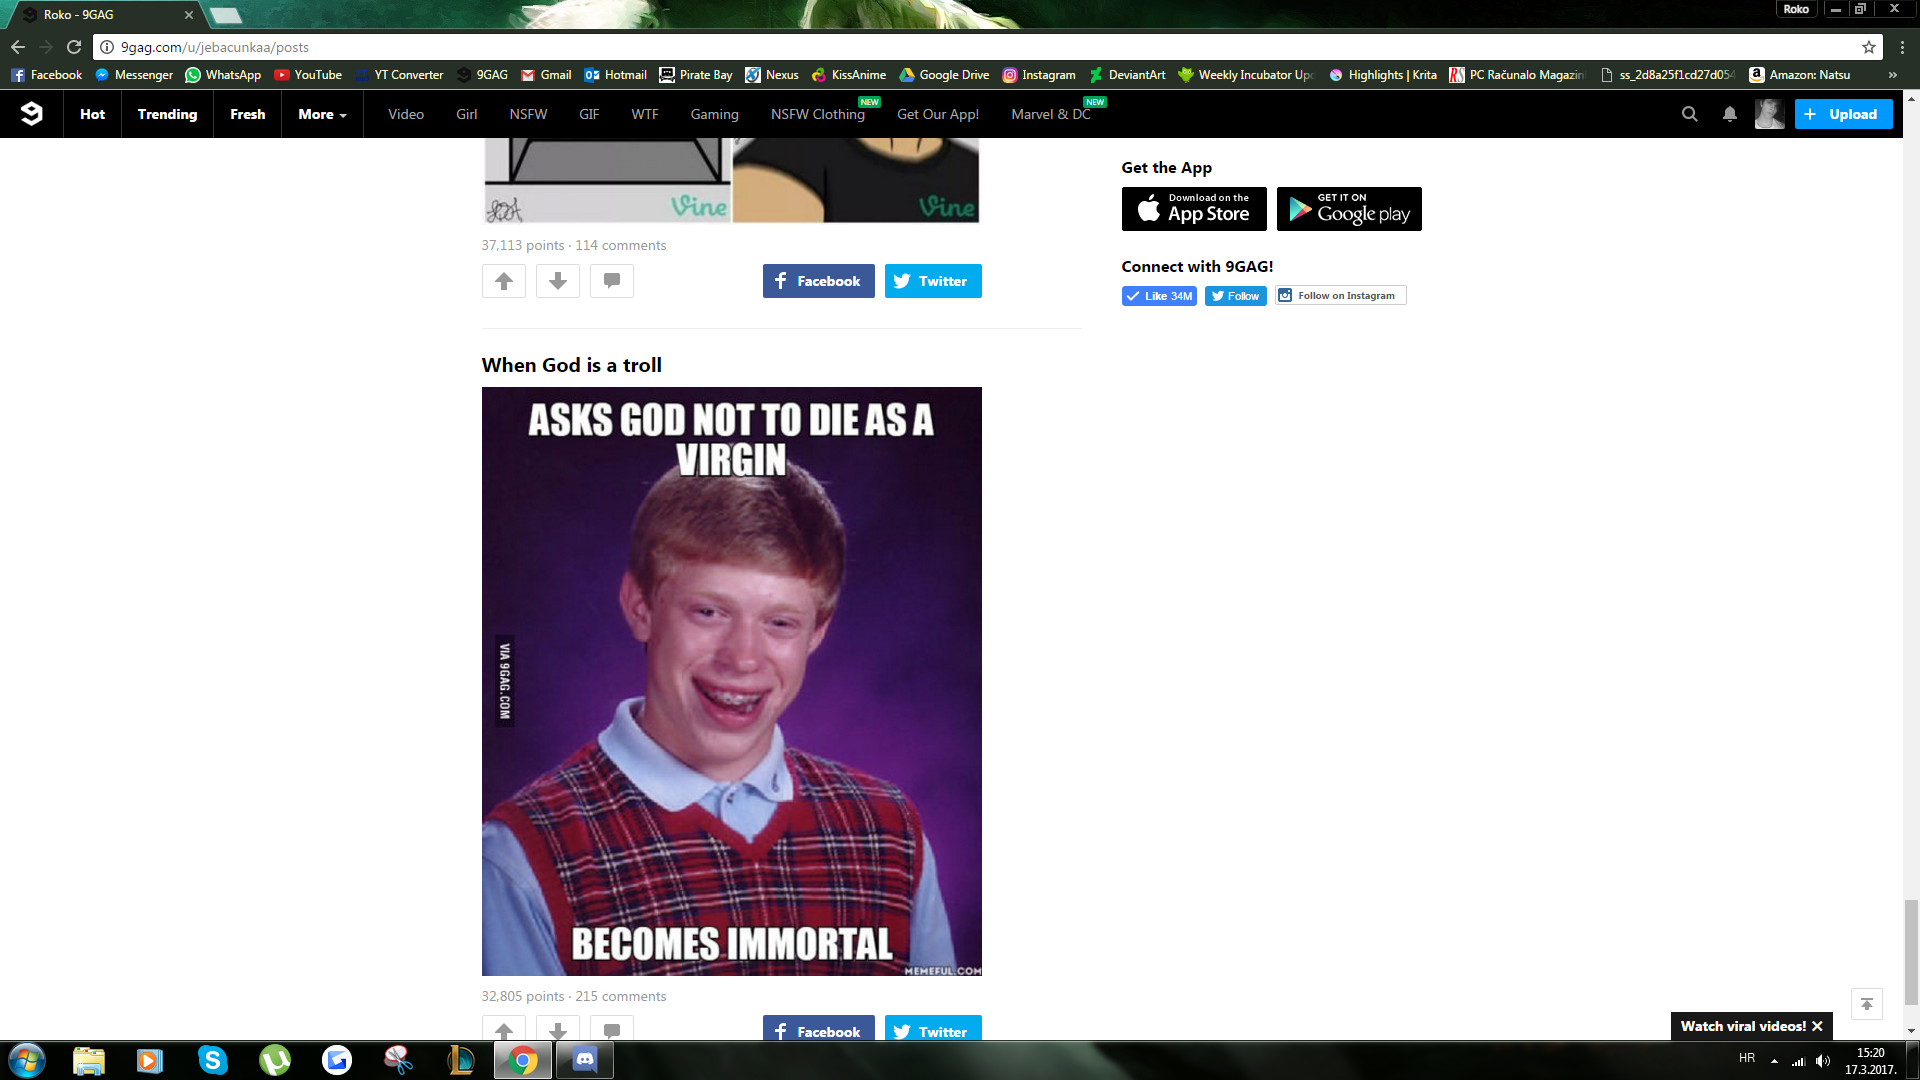 Roko - 9GAG
Roko
9gag.com/u/jebacunkaa/posts
Facebook Messenger WhatsApp YouTube YT Converter 9GAG Gmail Hotmail Pirate Bay Nexus KissAnime Google Drive Instagram DeviantArt Weekly Incubator Upd Highlights | Krita PC Računalo Magazin ss_2d8a25f1cd27d054 Amazon: Natsu »
Hot Trending Fresh More Video Girl NSFW GIF WTF Gaming NSFW Clothing NEW Get Our App! Marvel & DC NEW + Upload
Vine Vine
37,113 points · 114 comments
Facebook Twitter
Get the App
Download on the
App Store
GET IT ON
Google play
Connect with 9GAG!
Like 34M Follow Follow on Instagram
When God is a troll
ASKS GOD NOT TO DIE AS A
VIRGIN
VIA 9GAG.COM
BECOMES IMMORTAL
MEMEFUL.COM
32,805 points · 215 comments
Facebook Twitter
Watch viral videos! ✕
HR
15:20
17.3.2017.